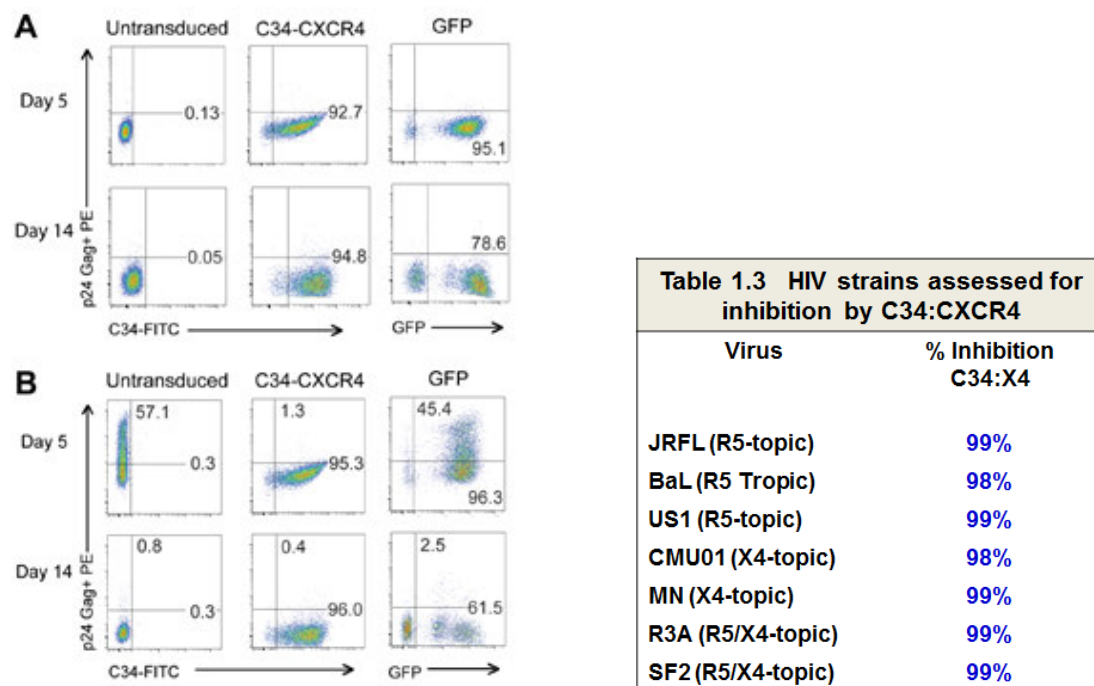 A
Untransduced C34-CXCR4 GFP
Day 5
0.13
92.7
95.1
Day 14
0.05
94.8
78.6
p24 Gag+ PE
C34-FITC
GFP
B
Untransduced C34-CXCR4 GFP
Day 5
57.1
0.3
1.3
95.3
45.4
96.3
Day 14
0.8
0.3
0.4
96.0
2.5
61.5
p24 Gag+ PE
C34-FITC
GFP
Table 1.3 HIV strains assessed for
inhibition by C34:CXCR4
Virus % Inhibition
C34:X4
JRFL (R5-topic) 99%
BaL (R5 Tropic) 98%
US1 (R5-topic) 99%
CMU01 (X4-topic) 98%
MN (X4-topic) 99%
R3A (R5/X4-topic) 99%
SF2 (R5/X4-topic) 99%